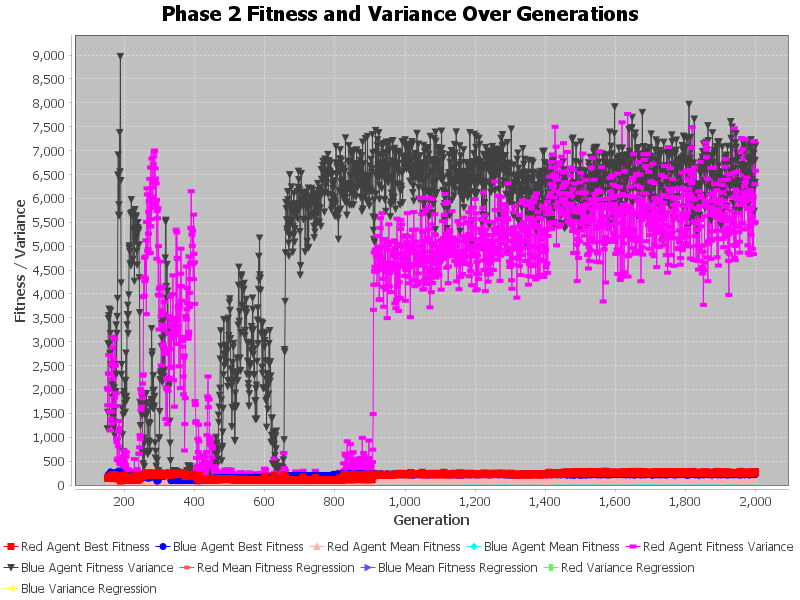 Phase 2 Fitness and Variance Over Generations
9,000
8,500
8,000
7,500
7,000
6,500
6,000
5,500
5,000
4,500
4,000
3,500
3,000
2,500
2,000
1,500
1,000
500
0
Fitness / Variance
200 400 600 800 1,000 1,200 1,400 1,600 1,800 2,000
Generation
Red Agent Best Fitness Blue Agent Best Fitness Red Agent Mean Fitness Blue Agent Mean Fitness Red Agent Fitness Variance
Blue Agent Fitness Variance Red Mean Fitness Regression Blue Mean Fitness Regression Red Variance Regression
Blue Variance Regression